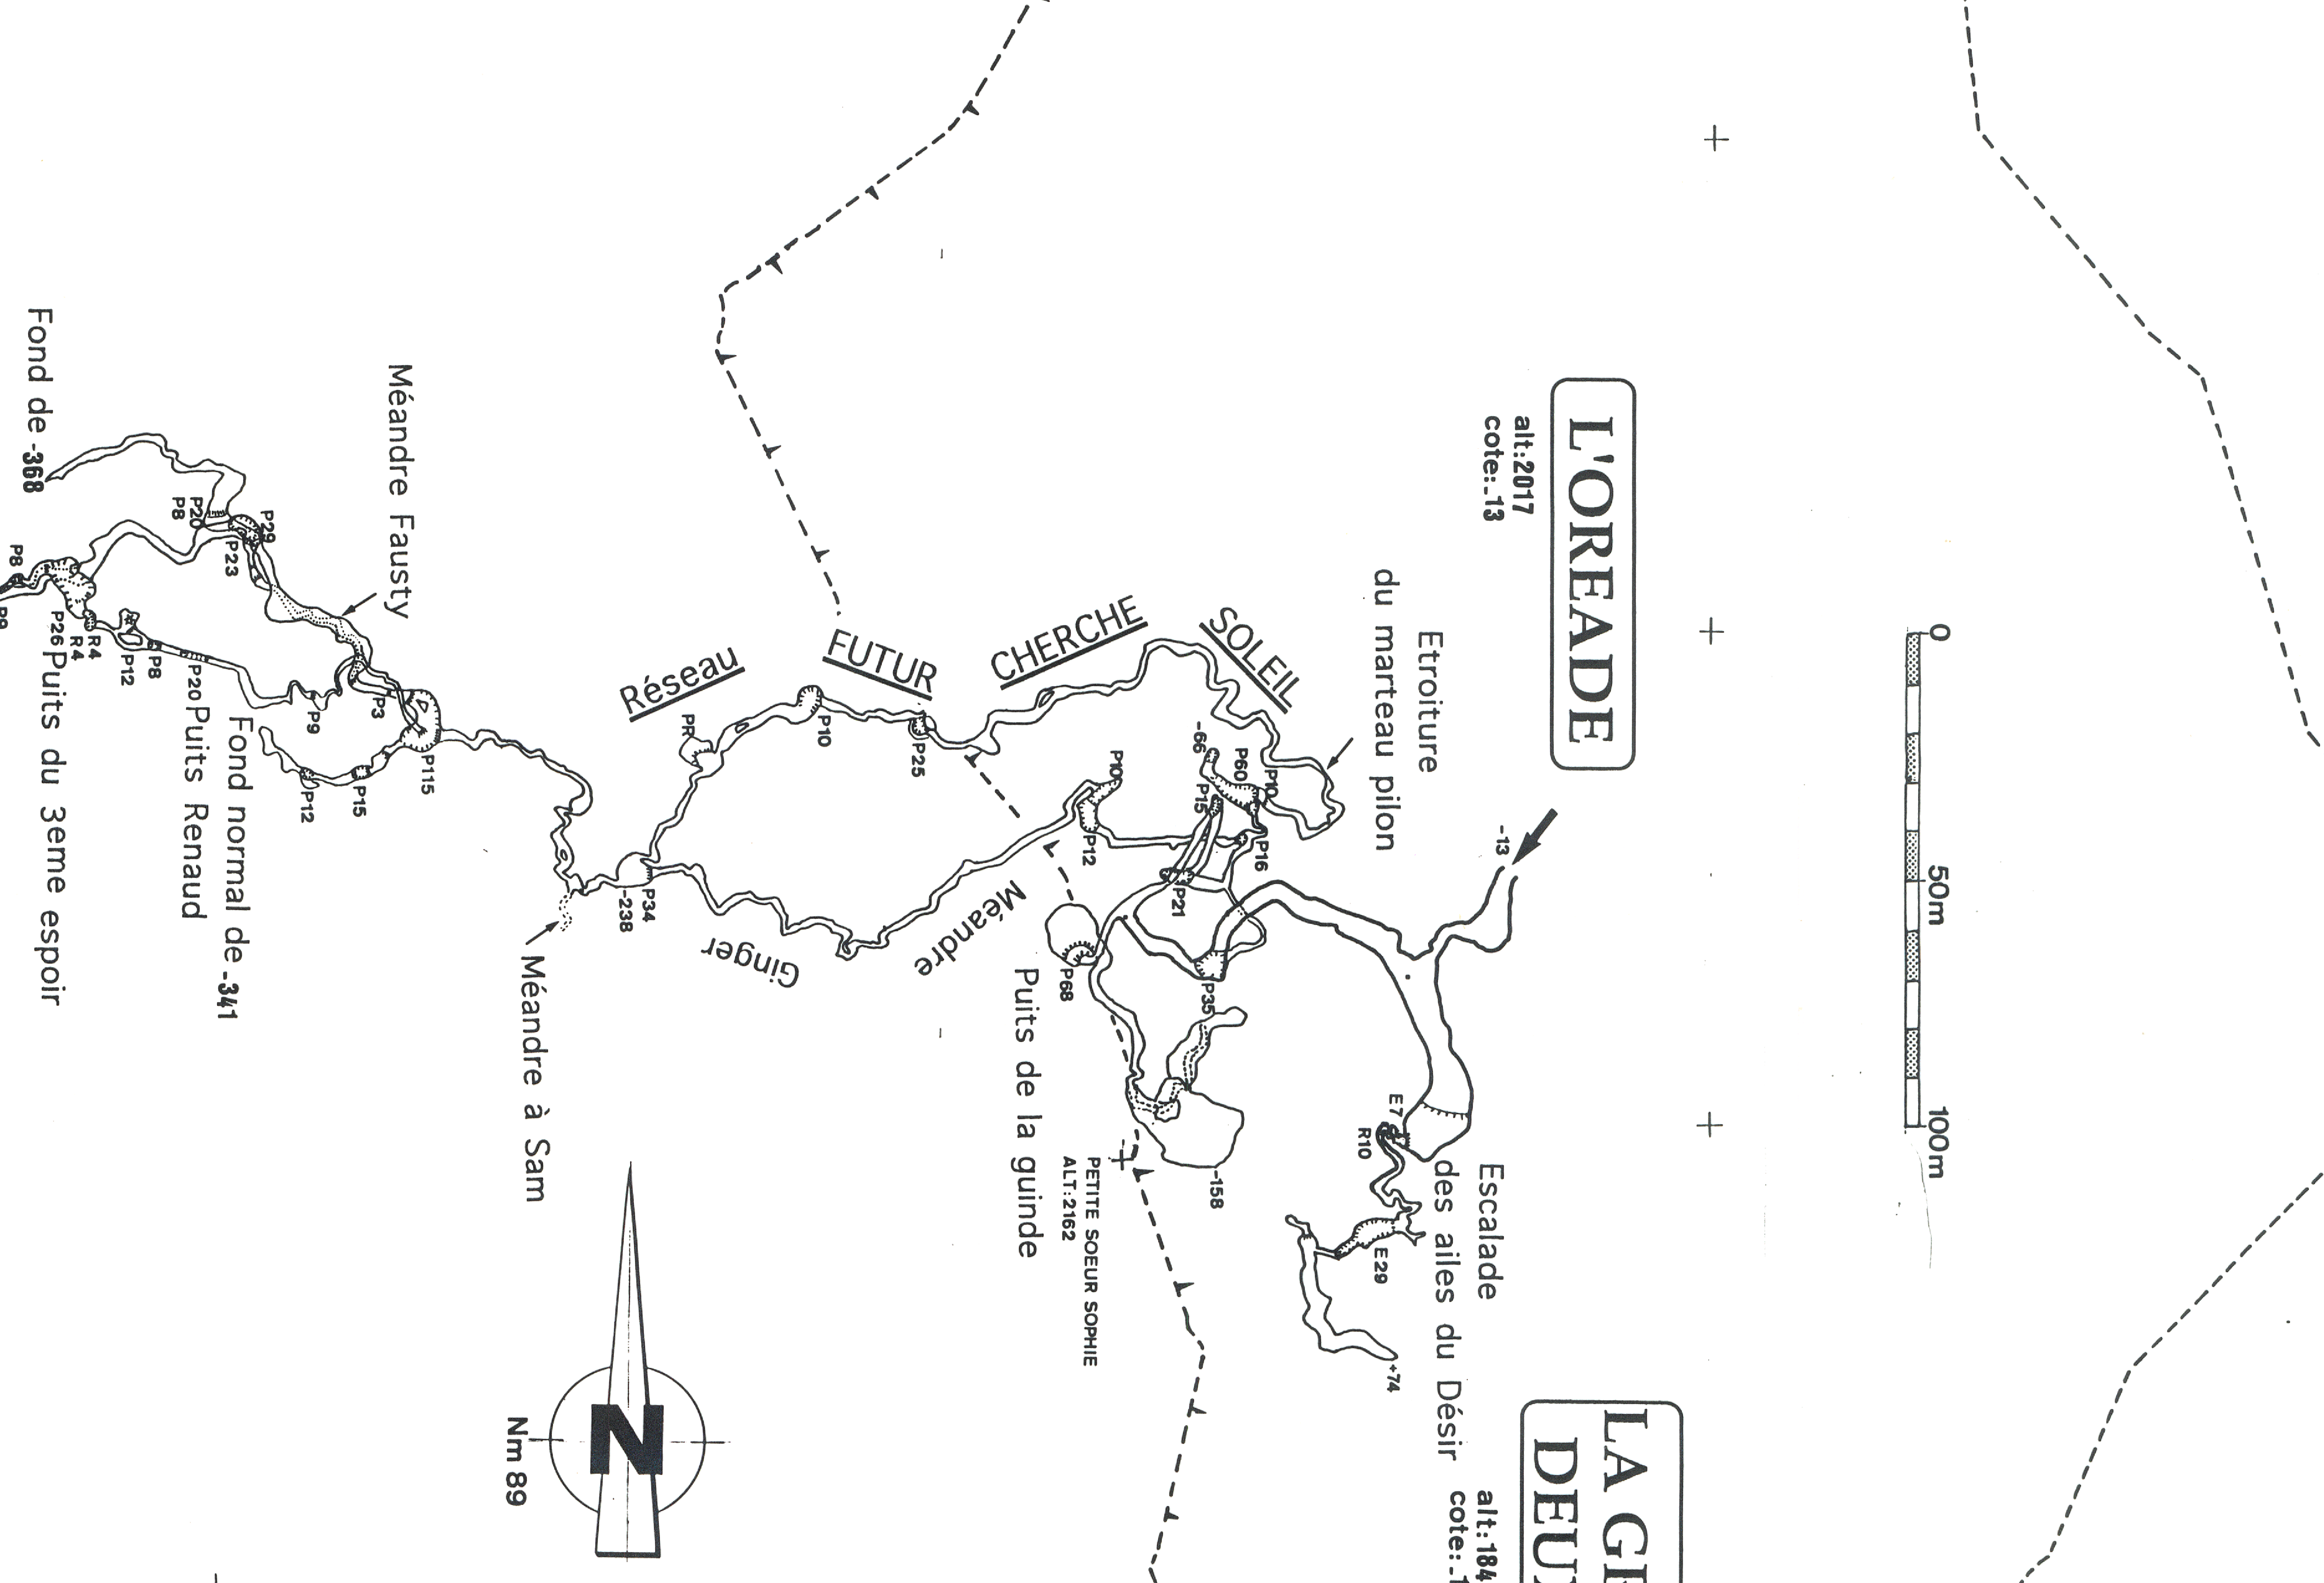 L'OREADE
alt:2017
cote:-13
0
50m
100m
Etroiture
du marteau pilon
-13
SOLEIL
CHERCHE
FUTUR
Réseau
-66
P60
P10
P15
P16
P21
P35
P10
P12
P68
Puits de la guinde
-158
PETITE SOEUR SOPHIE
ALT:2162
E7
R10
E29
+74
Escalade
des ailes du Désir
LA GE
DEUX
alt:184
cote:-1
P25
P10
PR
P34
-238
Méandre
Ginger
Méandre à Sam
N
Nm 89
Méandre Fausty
P115
P3
P9
P15
P12
P29
P23
P20
P8
Fond de -368
Fond normal de -341
P20 Puits Renaud
P8
P12
R4
R4
P26 Puits du 3eme espoir
P8